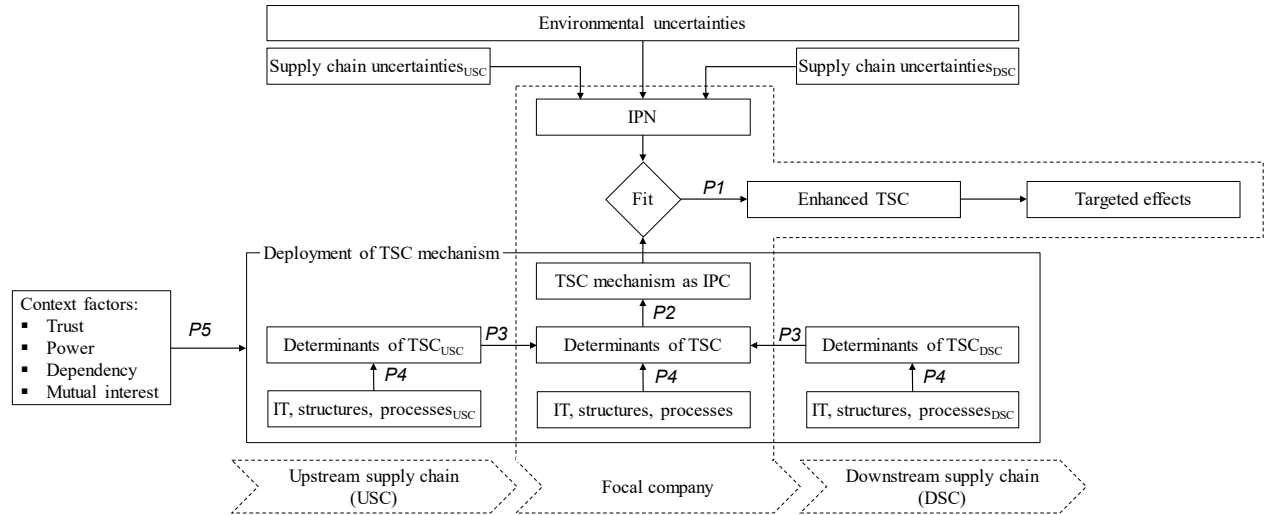 Environmental uncertainties
Supply chain uncertaintiesUSC
Supply chain uncertaintiesDSC
IPN
Fit
P1
Enhanced TSC
Targeted effects
Deployment of TSC mechanism
TSC mechanism as IPC
Context factors:
▪ Trust
▪ Power
▪ Dependency
▪ Mutual interest
P5
P2
Determinants of TSCUSC
P3
Determinants of TSC
P3
Determinants of TSCDSC
P4
P4
P4
IT, structures, processesUSC
IT, structures, processes
IT, structures, processesDSC
Upstream supply chain
(USC)
Focal company
Downstream supply chain
(DSC)